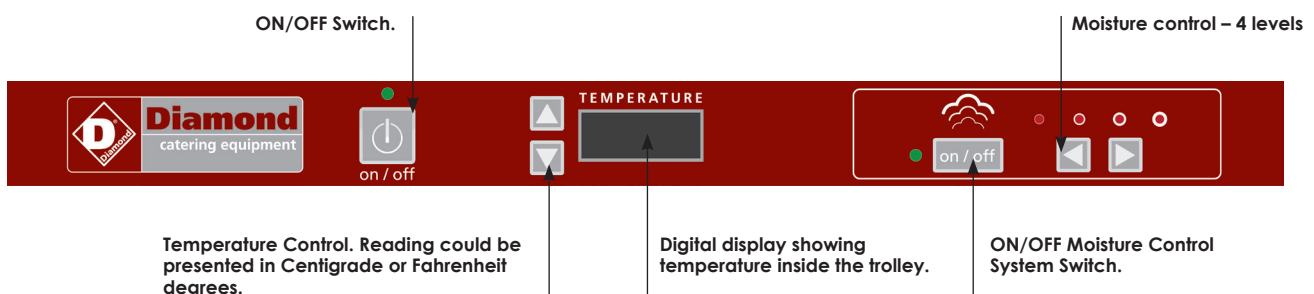 ON/OFF Switch.
Moisture control – 4 levels
D
Diamond
Diamond
catering equipment
on / off
TEMPERATURE
on / off
Temperature Control. Reading could be
presented in Centigrade or Fahrenheit
degrees.
Digital display showing
temperature inside the trolley.
ON/OFF Moisture Control
System Switch.